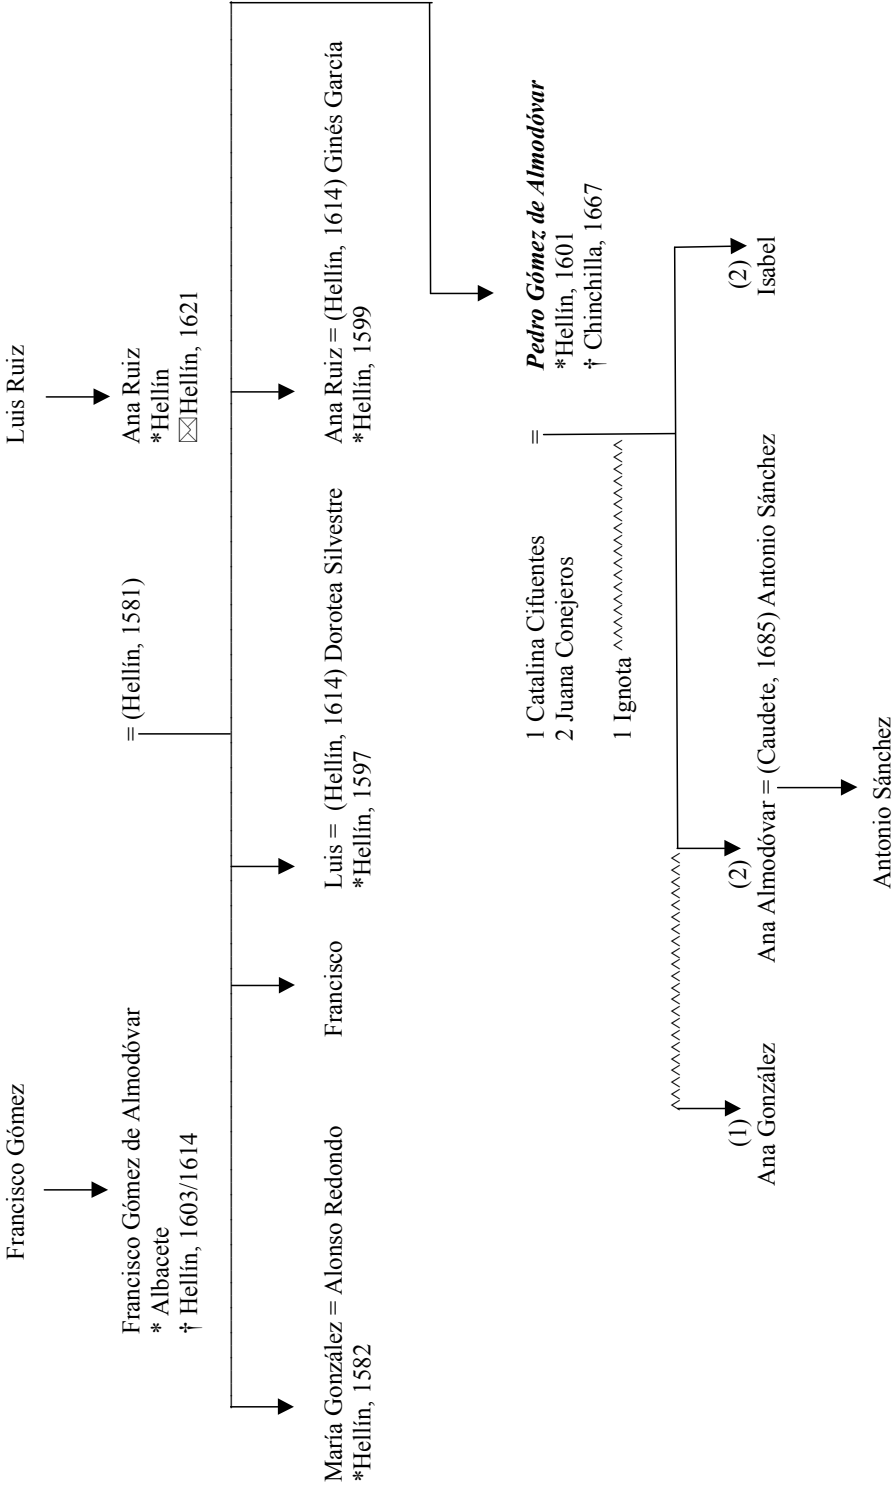 Francisco Gómez
Luis Ruiz
Francisco Gómez de Almodóvar
* Albacete
† Hellín, 1603/1614
= (Hellín, 1581)
Ana Ruiz
*Hellín
Hellín, 1621
María González = Alonso Redondo
*Hellín, 1582
Francisco
Luis = (Hellín, 1614) Dorotea Silvestre
*Hellín, 1597
Ana Ruiz = (Hellín, 1614) Ginés García
*Hellín, 1599
1 Catalina Cifuentes
2 Juana Conejeros
=
Pedro Gómez de Almodóvar
*Hellín, 1601
† Chinchilla, 1667
1 Ignota
(1)
Ana González
(2)
Ana Almodóvar = (Caudete, 1685) Antonio Sánchez
(2)
Isabel
Antonio Sánchez